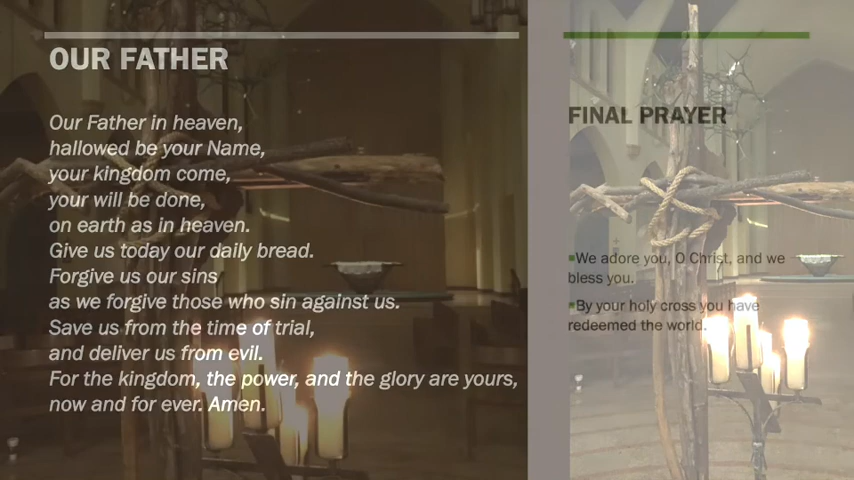 OUR FATHER
Our Father in heaven,
hallowed be your Name,
your kingdom come,
your will be done,
on earth as in heaven.
Give us today our daily bread.
Forgive us our sins
as we forgive those who sin against us.
Save us from the time of trial,
and deliver us from evil.
For the kingdom, the power, and the glory are yours,
now and for ever. Amen.
FINAL PRAYER
▪We adore you, O Christ, and we
bless you.
▪By your holy cross you have
redeemed the world.